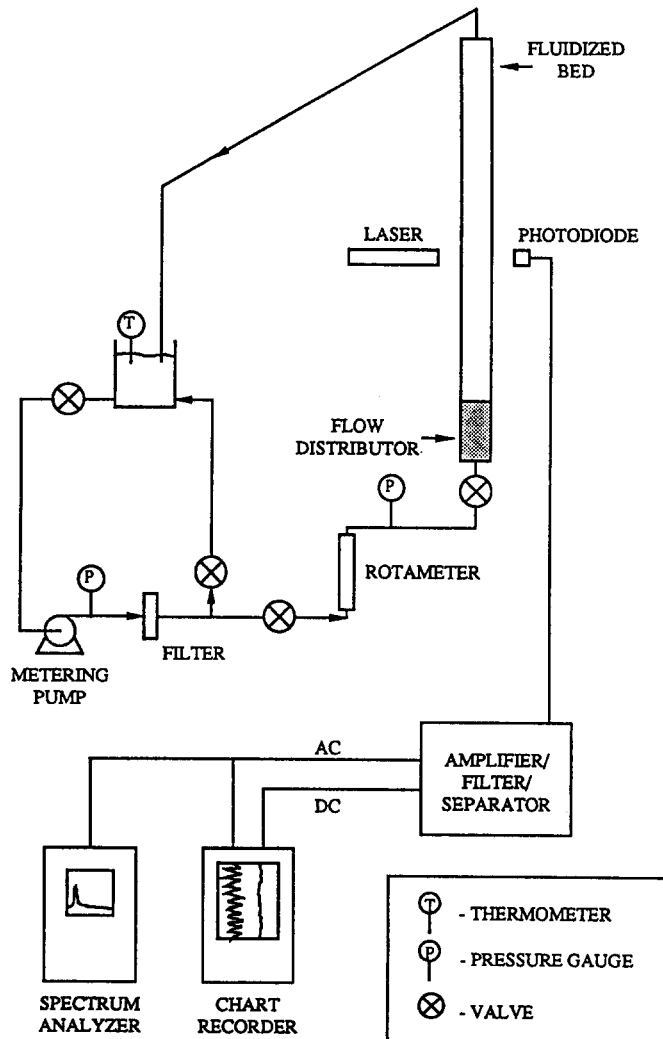 FLUIDIZED
BED
LASER
PHOTODIODE
T
FLOW
DISTRIBUTOR
P
ROTAMETER
P
FILTER
METERING
PUMP
AC
DC
AMPLIFIER/
FILTER/
SEPARATOR
T - THERMOMETER
P - PRESSURE GAUGE
- VALVE
SPECTRUM
ANALYZER
CHART
RECORDER